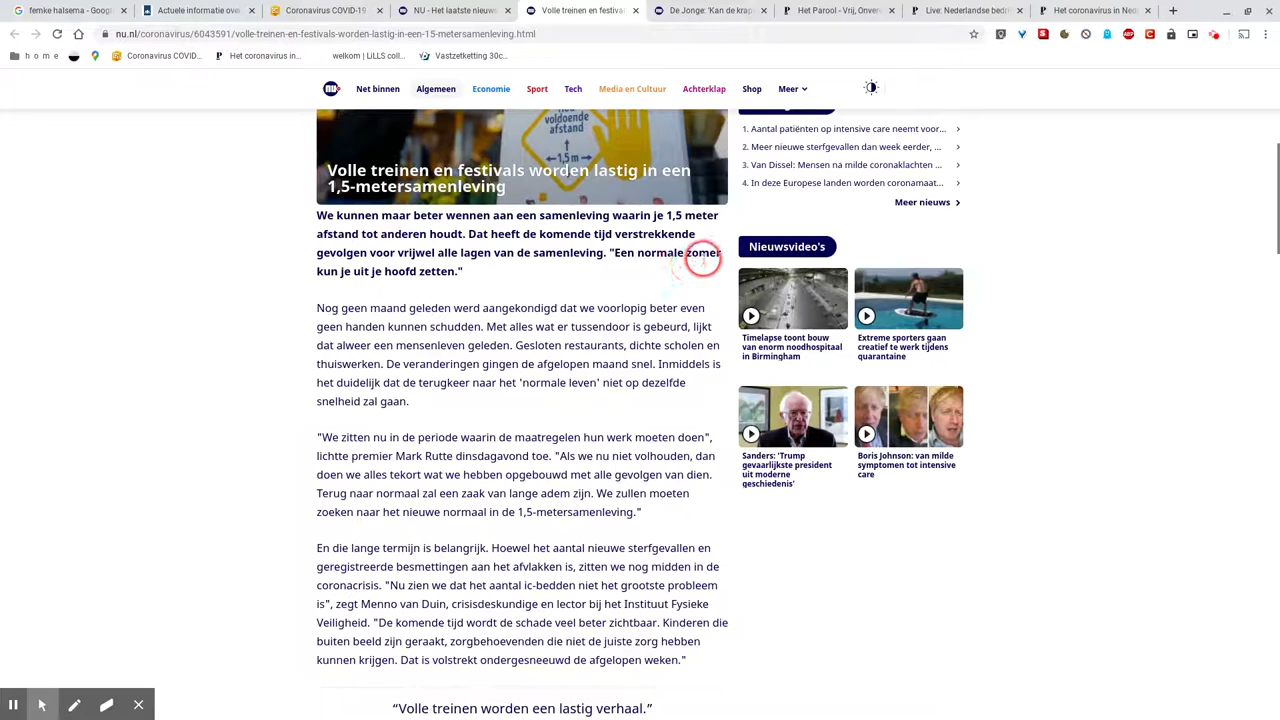 femke halsema - Goog
Actuele informatie ove
Coronavirus COVID-19
NU - Het laatste nieuws
Volle treinen en festiva
De Jonge: 'Kan de krap
Het Parool - Vrij, Onver
Live: Nederlandse bedri
Het coronavirus in Ned
nu.nl/coronavirus/6043591/volle-treinen-en-festivals-worden-lastig-in-een-15-metersamenleving.html
h o m e
Coronavirus COVID...
Het coronavirus in...
welkom | LiLLS coll...
Vastzetketting 30c...
NU
Net binnen
Algemeen
Economie
Sport
Tech
Media en Cultuur
Achterklap
Shop
Meer
voldoende
afstand
1,5 m
Volle treinen en festivals worden lastig in een
1,5-metersamenleving
We kunnen maar beter wennen aan een samenleving waarin je 1,5 meter
afstand tot anderen houdt. Dat heeft de komende tijd verstrekkende
gevolgen voor vrijwel alle lagen van de samenleving. "Een normale zomer
kun je uit je hoofd zetten."
Nog geen maand geleden werd aangekondigd dat we voorlopig beter even
geen handen kunnen schudden. Met alles wat er tussendoor is gebeurd, lijkt
dat alweer een mensenleven geleden. Gesloten restaurants, dichte scholen en
thuiswerken. De veranderingen gingen de afgelopen maand snel. Inmiddels is
het duidelijk dat de terugkeer naar het 'normale leven' niet op dezelfde
snelheid zal gaan.
"We zitten nu in de periode waarin de maatregelen hun werk moeten doen",
lichtte premier Mark Rutte dinsdagavond toe. "Als we nu niet volhouden, dan
doen we alles tekort wat we hebben opgebouwd met alle gevolgen van dien.
Terug naar normaal zal een zaak van lange adem zijn. We zullen moeten
zoeken naar het nieuwe normaal in de 1,5-metersamenleving."
En die lange termijn is belangrijk. Hoewel het aantal nieuwe sterfgevallen en
geregistreerde besmettingen aan het afvlakken is, zitten we nog midden in de
coronacrisis. "Nu zien we dat het aantal ic-bedden niet het grootste probleem
is", zegt Menno van Duin, crisisdeskundige en lector bij het Instituut Fysieke
Veiligheid. "De komende tijd wordt de schade veel beter zichtbaar. Kinderen die
buiten beeld zijn geraakt, zorgbehoevenden die niet de juiste zorg hebben
kunnen krijgen. Dat is volstrekt ondergesneeuwd de afgelopen weken."
“Volle treinen worden een lastig verhaal.”
1. Aantal patiënten op intensive care neemt voor...
2. Meer nieuwe sterfgevallen dan week eerder, ...
3. Van Dissel: Mensen na milde coronaklachten ...
4. In deze Europese landen worden coronamaat...
Meer nieuws
Nieuwsvideo's
Timelapse toont bouw
van enorm noodhospitaal
in Birmingham
Extreme sporters gaan
creatief te werk tijdens
quarantaine
Sanders: 'Trump
gevaarlijkste president
uit moderne
geschiedenis'
Boris Johnson: van milde
symptomen tot intensive
care